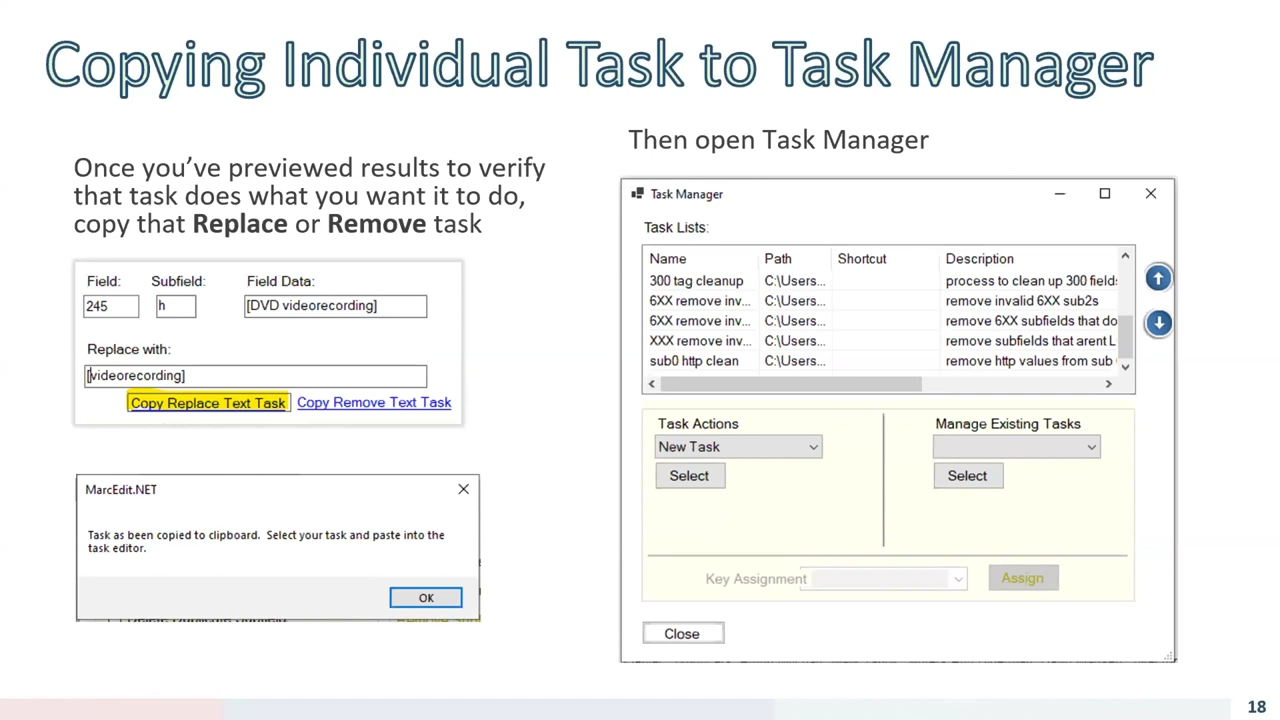 Copying Individual Task to Task Manager
Once you've previewed results to verify
that task does what you want it to do,
copy that Replace or Remove task
Field: Subfield: Field Data:
245 h [DVD videorecording]
Replace with:
[videorecording]
Copy Replace Text Task Copy Remove Text Task
MarcEdit.NET
Task as been copied to clipboard. Select your task and paste into the
task editor.
OK
Then open Task Manager
Task Manager
Task Lists:
Name Path Shortcut Description
300 tag cleanup C:\Users... process to clean up 300 fields
6XX remove inv... C:\Users... remove invalid 6XX sub2s
6XX remove inv... C:\Users... remove 6XX subfields that do
XXX remove inv... C:\Users... remove subfields that arent L
sub0 http clean C:\Users... remove http values from sub
Task Actions Manage Existing Tasks
New Task
Select Select
Key Assignment Assign
Close
18